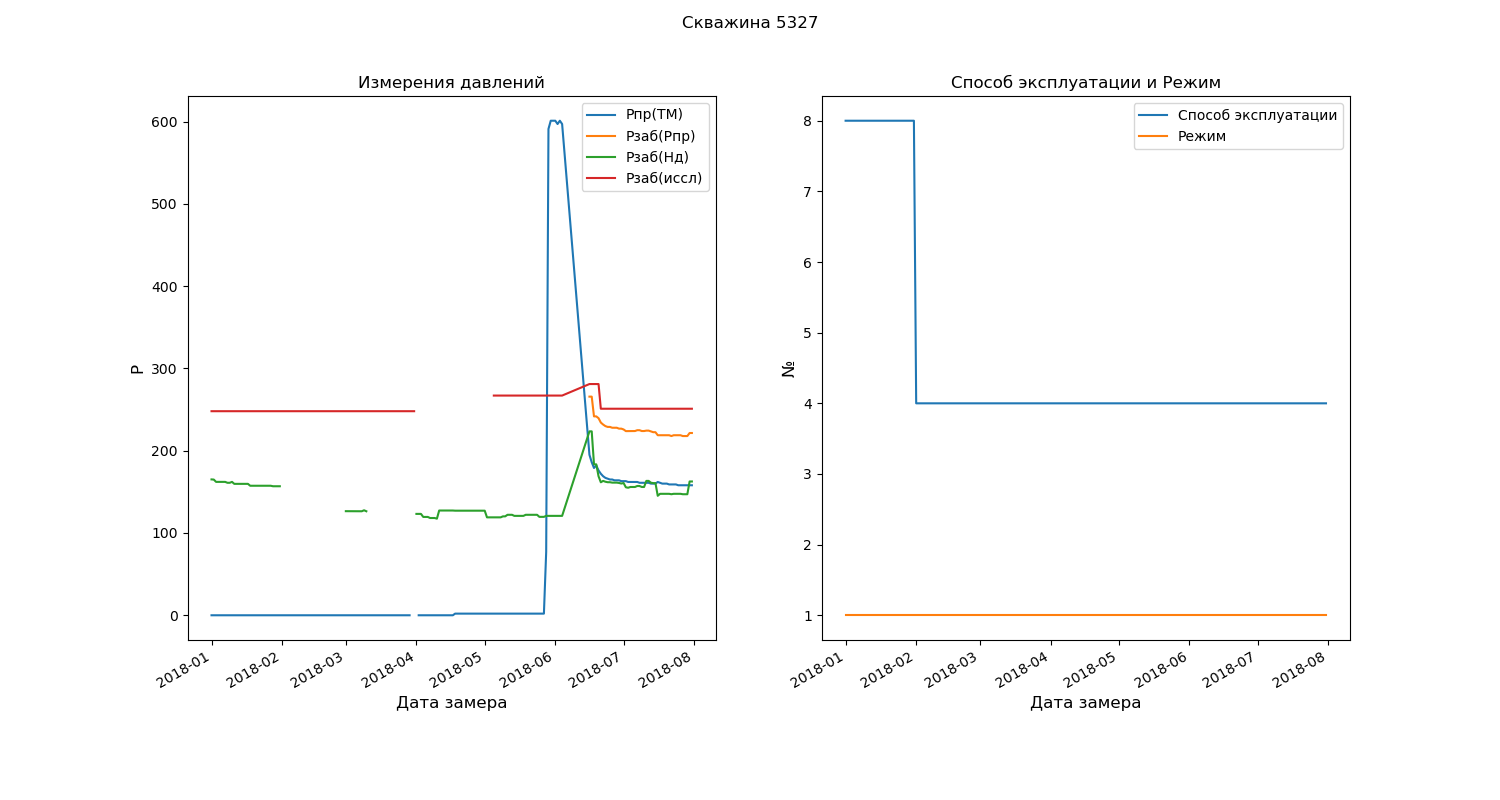 Скважина 5327
Измерения давлений
Рпр(ТМ)
Рзаб(Рпр)
Рзаб(Нд)
Рзаб(иссл)
600
500
400
300
200
100
0
Р
2018-01
2018-02
2018-03
2018-04
2018-05
2018-06
2018-07
2018-08
Дата замера
Способ эксплуатации и Режим
Способ эксплуатации
Режим
8
7
6
5
4
3
2
1
№
2018-01
2018-02
2018-03
2018-04
2018-05
2018-06
2018-07
2018-08
Дата замера